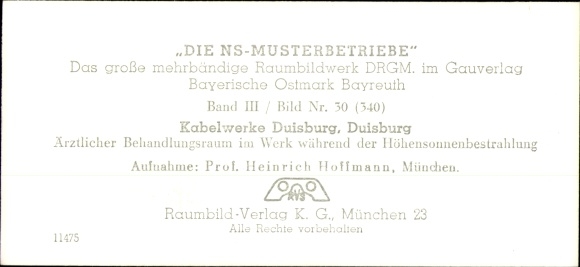 „DIE NS-MUSTERBETRIEBE“
Das große mehrbändige Raumbildwerk DRGM. im Gauverlag
Bayerische Ostmark Bayreuth
Band III / Bild Nr. 30 (340)
Kabelwerke Duisburg, Duisburg
Ärztlicher Behandlungsraum im Werk während der Höhensonnenbestrahlung
Aufnahme: Prof. Heinrich Hoffmann, München.
Raumbild-Verlag K. G., München 23
Alle Rechte vorbehalten
11475